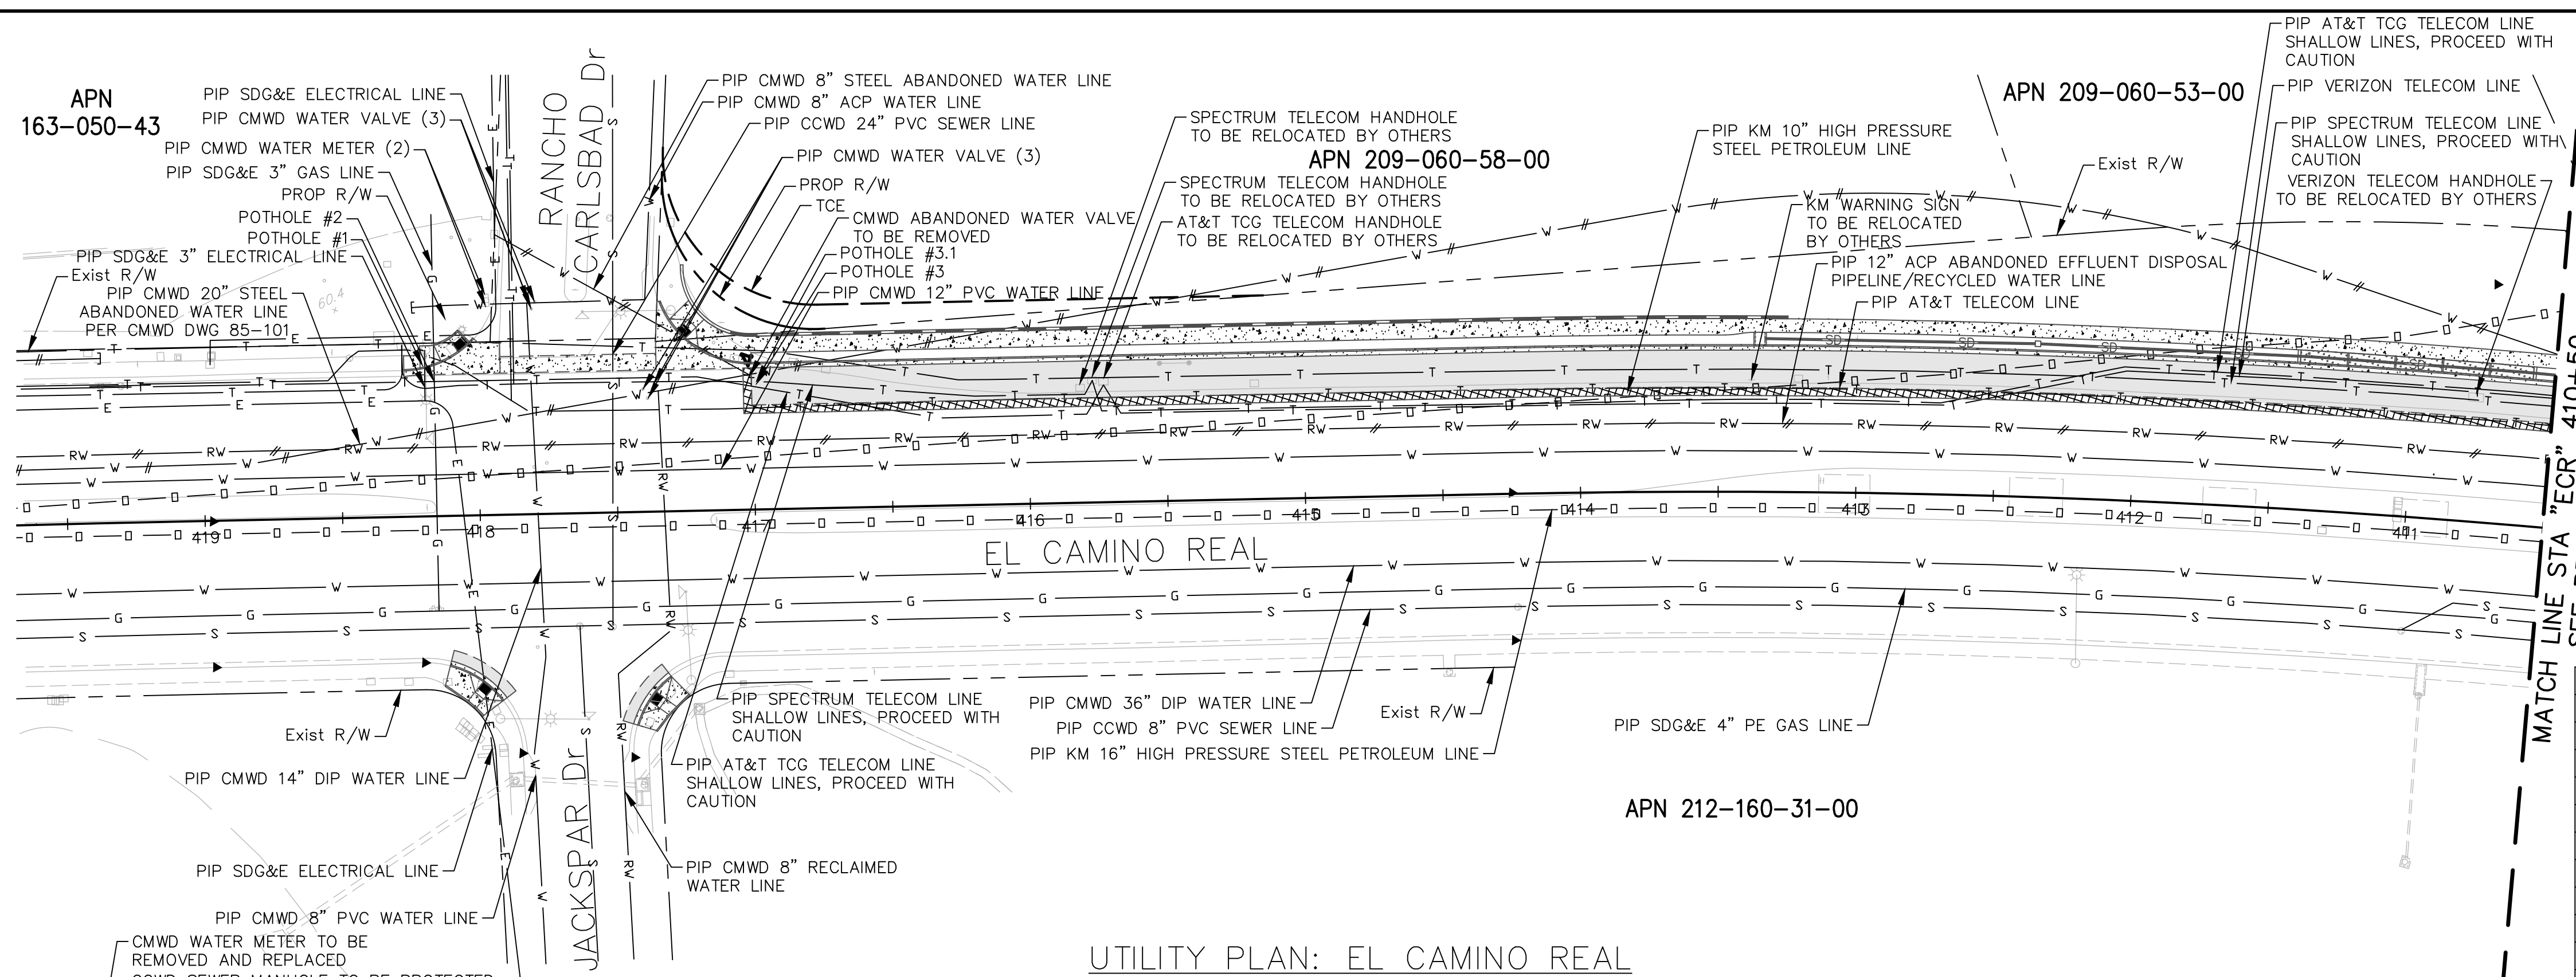 APN
163-050-43
PIP SDG&E ELECTRICAL LINE
PIP CMWD WATER VALVE (3)
PIP CMWD WATER METER (2)
PIP SDG&E 3" GAS LINE
PROP R/W
POTHOLE #2
POTHOLE #1
PIP SDG&E 3" ELECTRICAL LINE
Exist R/W
PIP CMWD 20" STEEL
ABANDONED WATER LINE
PER CMWD DWG 85-101
60.4
RANCHO
CARLSBAD Dr
PIP CMWD 8" STEEL ABANDONED WATER LINE
PIP CMWD 8" ACP WATER LINE
PIP CCWD 24" PVC SEWER LINE
PIP CMWD WATER VALVE (3)
PROP R/W
TCE
CMWD ABANDONED WATER VALVE
TO BE REMOVED
POTHOLE #3.1
POTHOLE #3
PIP CMWD 12" PVC WATER LINE
SPECTRUM TELECOM HANDHOLE
TO BE RELOCATED BY OTHERS
APN 209-060-58-00
SPECTRUM TELECOM HANDHOLE
TO BE RELOCATED BY OTHERS
AT&T TCG TELECOM HANDHOLE
TO BE RELOCATED BY OTHERS
PIP KM 10" HIGH PRESSURE
STEEL PETROLEUM LINE
KM WARNING SIGN
TO BE RELOCATED
BY OTHERS
PIP 12" ACP ABANDONED EFFLUENT DISPOSAL
PIPELINE/RECYCLED WATER LINE
PIP AT&T TELECOM LINE
APN 209-060-53-00
Exist R/W
PIP AT&T TCG TELECOM LINE
SHALLOW LINES, PROCEED WITH
CAUTION
PIP VERIZON TELECOM LINE
PIP SPECTRUM TELECOM LINE
SHALLOW LINES, PROCEED WITH
CAUTION
VERIZON TELECOM HANDHOLE
TO BE RELOCATED BY OTHERS
419 418 417 416 415 414 413 412 411
EL CAMINO REAL
MATCH LINE STA "ECR" 410+50
Exist R/W
PIP CMWD 14" DIP WATER LINE
PIP SDG&E ELECTRICAL LINE
PIP CMWD 8" PVC WATER LINE
CMWD WATER METER TO BE
REMOVED AND REPLACED
CCWD SEWER MANHOLE TO BE PROTECTED
JACKSPAR Dr
PIP SPECTRUM TELECOM LINE
SHALLOW LINES, PROCEED WITH
CAUTION
PIP AT&T TCG TELECOM LINE
SHALLOW LINES, PROCEED WITH
CAUTION
PIP CMWD 8" RECLAIMED
WATER LINE
PIP CMWD 36" DIP WATER LINE
PIP CCWD 8" PVC SEWER LINE
PIP KM 16" HIGH PRESSURE STEEL PETROLEUM LINE
Exist R/W
PIP SDG&E 4" PE GAS LINE
APN 212-160-31-00
UTILITY PLAN: EL CAMINO REAL